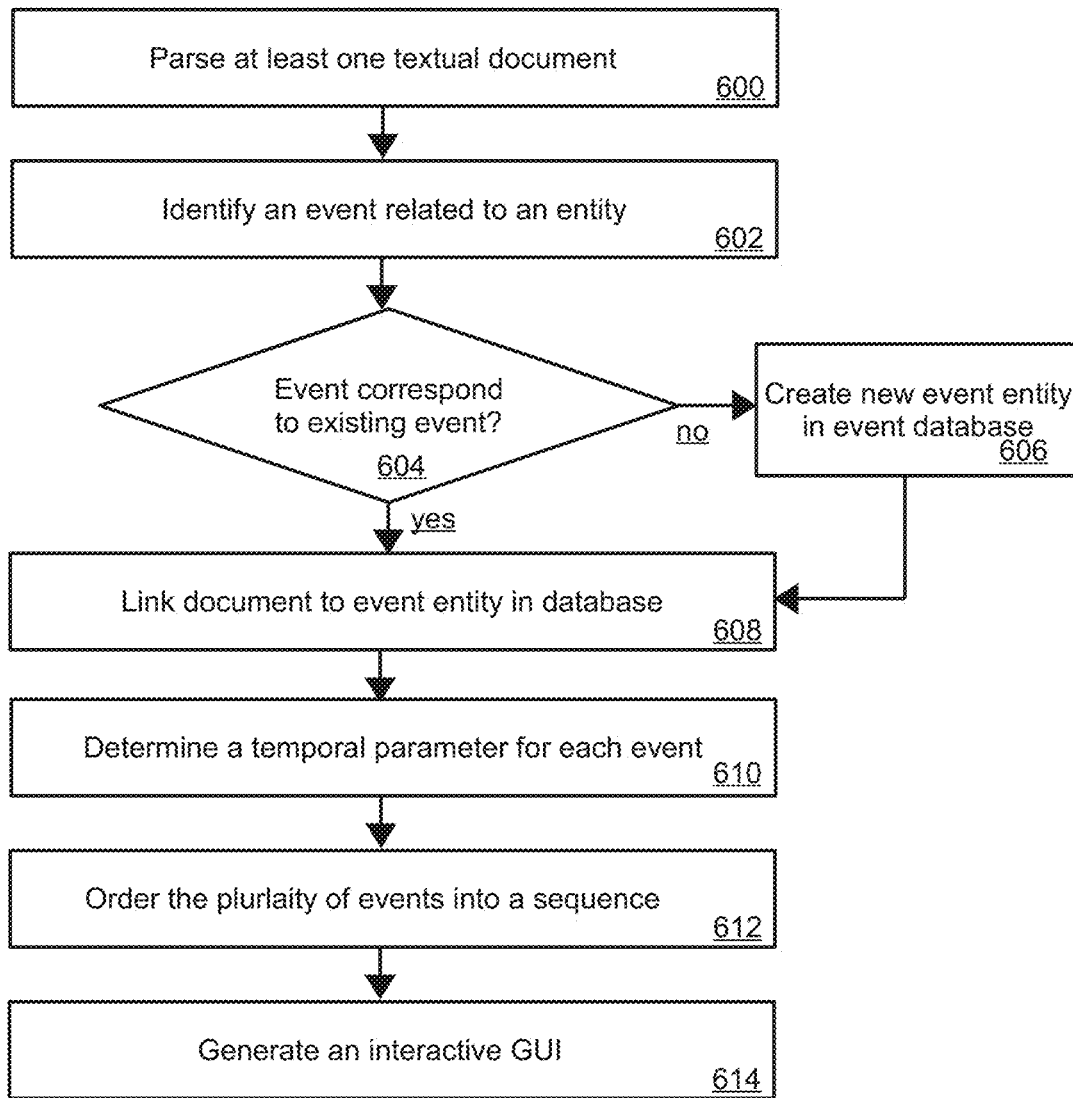 Parse at least one textual document
600
Identify an event related to an entity
602
Event correspond
to existing event?
604
no
Create new event entity
in event database
606
yes
Link document to event entity in database
608
Determine a temporal parameter for each event
610
Order the plurlaity of events into a sequence
612
Generate an interactive GUI
614